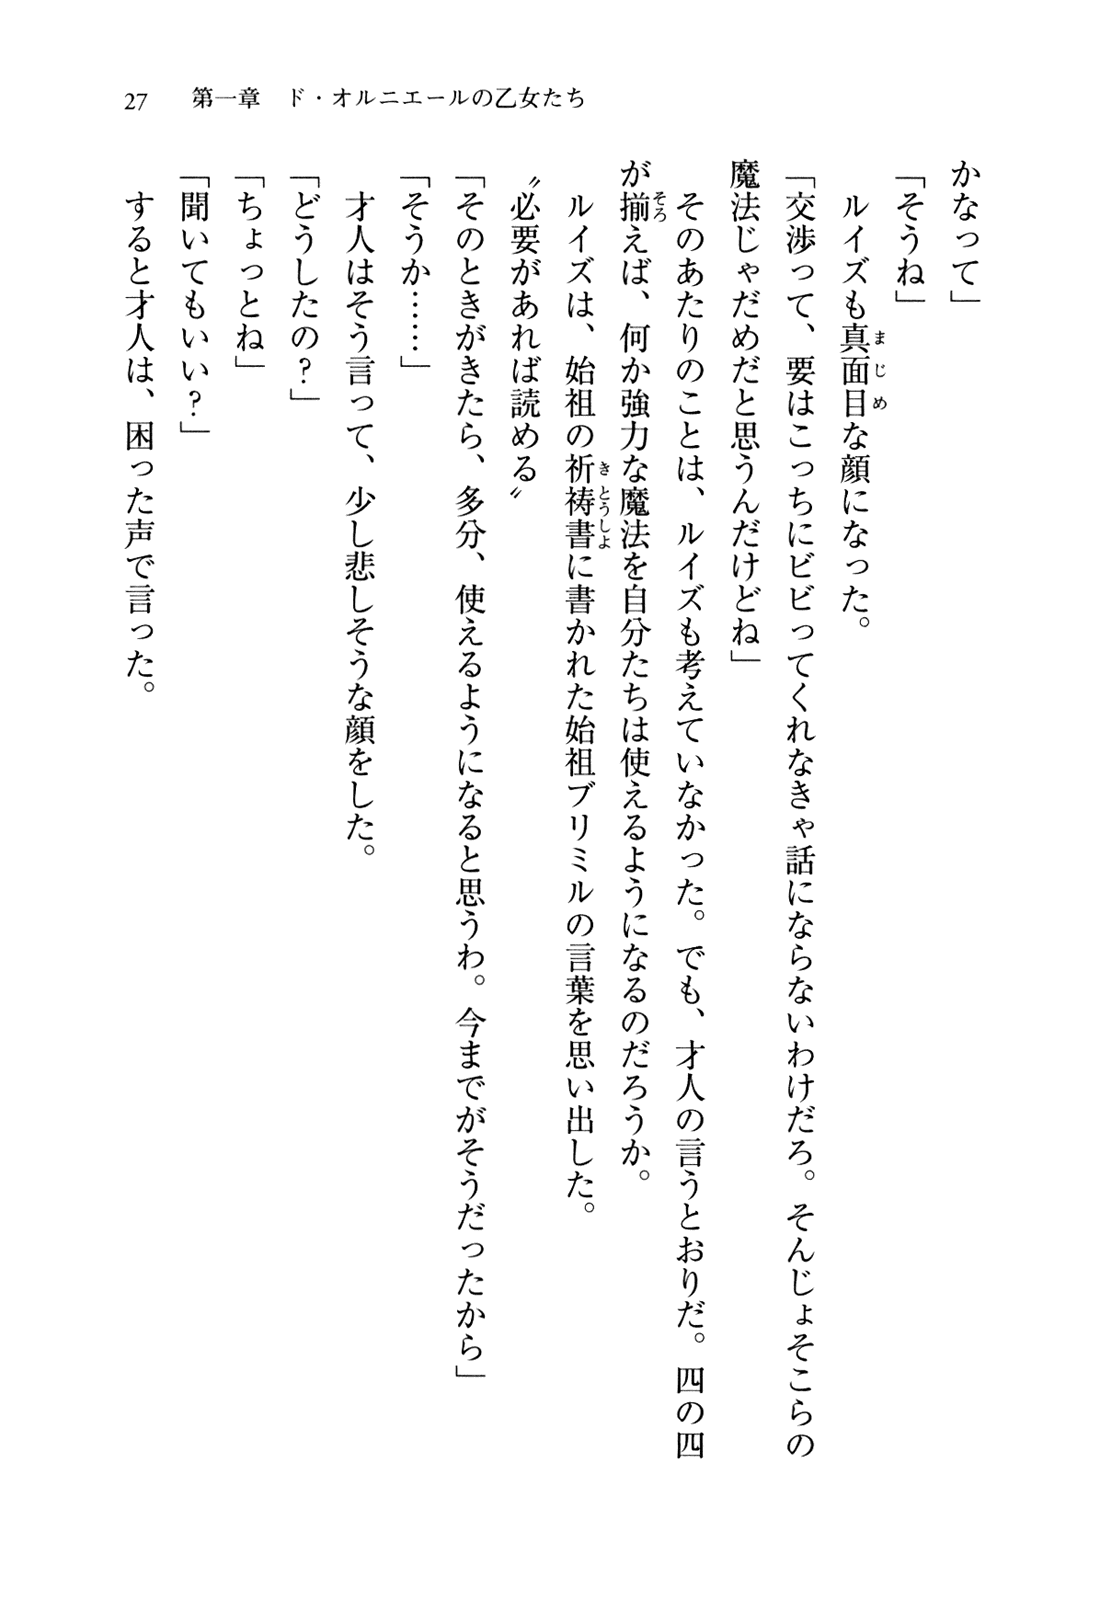 27　第一章　ド・オルニエールの乙女たち
かなって」
「そうね」
　ルイズも真面目な顔になった。
「交渉って、要はこっちにビビってくれなきゃ話にならないわけだろ。そんじょそこらの
魔法じゃだめだと思うんだけどね」
　そのあたりのことは、ルイズも考えていなかった。でも、才人の言うとおりだ。四の四
が揃えば、何か強力な魔法を自分たちは使えるようになるのだろうか。
　ルイズは、始祖の祈祷書に書かれた始祖ブリミルの言葉を思い出した。
〝必要があれば読める〟
「そのときがきたら、多分、使えるようになると思うわ。今までがそうだったから」
「そうか……」
　才人はそう言って、少し悲しそうな顔をした。
「どうしたの？」
「ちょっとね」
「聞いてもいい？」
　すると才人は、困った声で言った。